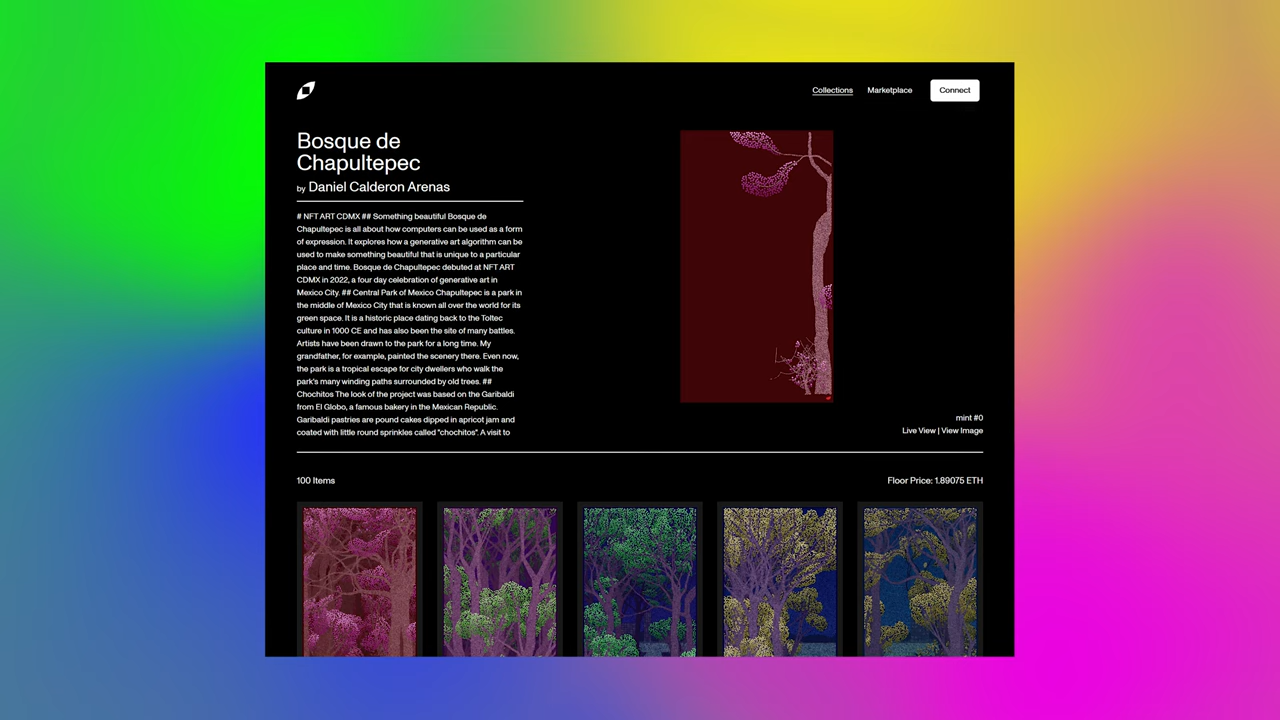 Collections Marketplace Connect
Bosque de
Chapultepec
by Daniel Calderon Arenas
# NFT ART CDMX ## Something beautiful Bosque de
Chapultepec is all about how computers can be used as a form
of expression. It explores how a generative art algorithm can be
used to make something beautiful that is unique to a particular
place and time. Bosque de Chapultepec debuted at NFT ART
CDMX in 2022, a four day celebration of generative art in
Mexico City. ## Central Park of Mexico Chapultepec is a park in
the middle of Mexico City that is known all over the world for its
green space. It is a historic place dating back to the Toltec
culture in 1000 CE and has also been the site of many battles.
Artists have been drawn to the park for a long time. My
grandfather, for example, painted the scenery there. Even now,
the park is a tropical escape for city dwellers who walk the
park's many winding paths surrounded by old trees. ##
Chochitos The look of the project was based on the Garibaldi
from El Globo, a famous bakery in the Mexican Republic.
Garibaldi pastries are pound cakes dipped in apricot jam and
coated with little round sprinkles called "chochitos". A visit to
mint #0
Live View | View Image
100 Items
Floor Price: 1.89075 ETH